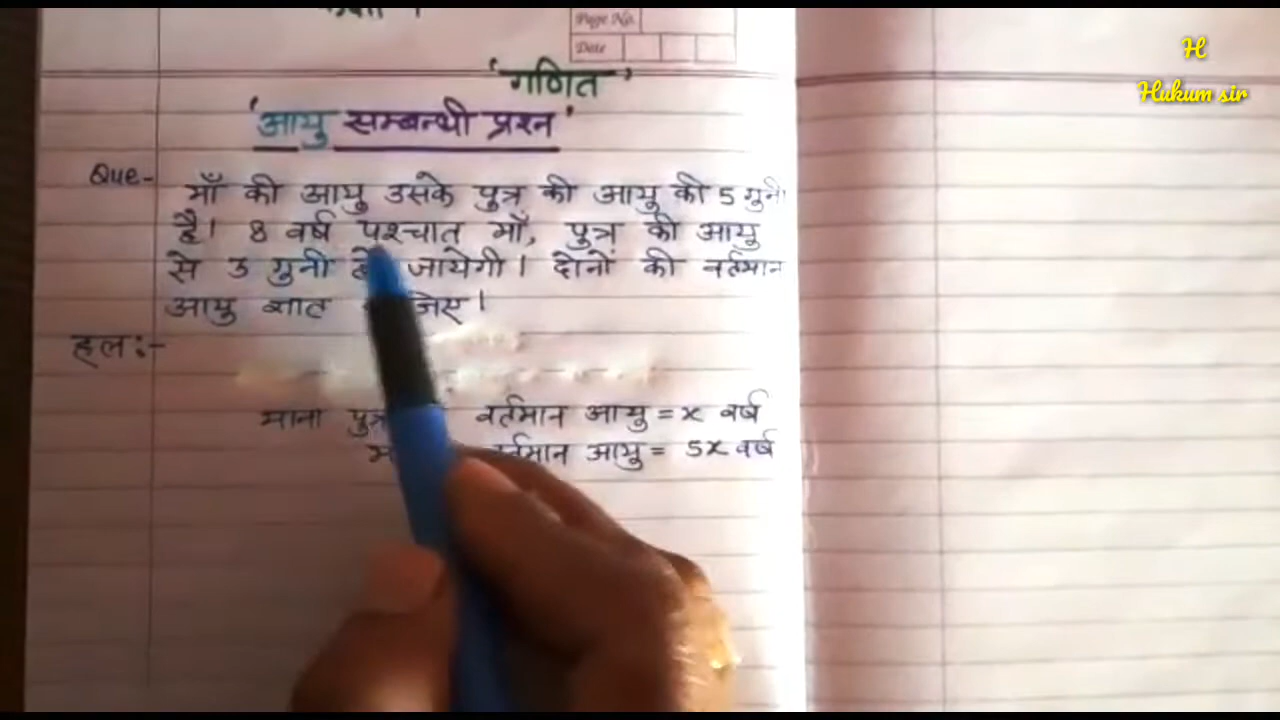 Page No.
Date
H
Hukum sir
'गणित'
'आयु सम्बन्धी प्रश्न'
Que- माँ की आयु उसके पुत्र की आयु की 5 गुनी
है। 8 वर्ष पश्चात माँ, पुत्र की आयु
से 3 गुनी हो जायेगी। दोनों की वर्तमान
आयु ज्ञात जिए।
हल:-
माना पुत्र वर्तमान आयु = x वर्ष
वर्तमान आयु = 5x वर्ष